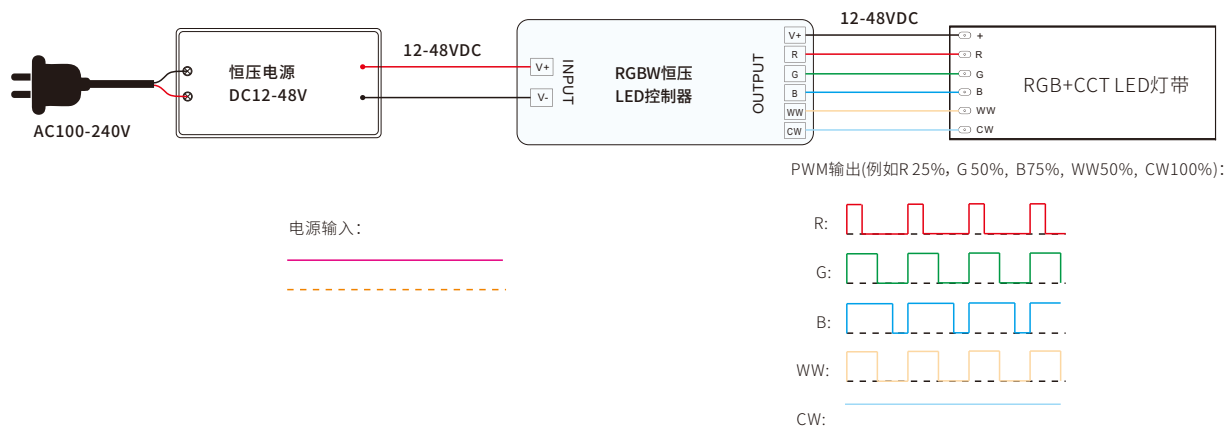 AC100-240V
恒压电源
DC12-48V
12-48VDC
V+
V-
INPUT
RGBW恒压
LED控制器
OUTPUT
V+
R
G
B
WW
CW
12-48VDC
+
R
G
B
WW
CW
RGB+CCT LED灯带
PWM输出(例如R 25%, G 50%, B75%, WW50%, CW100%):
电源输入:
R:
G:
B:
WW:
CW: